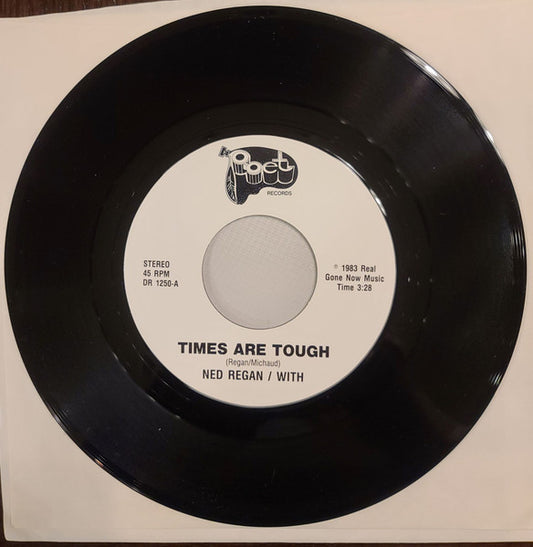 Poet
RECORDS
STEREO
45 RPM
DR 1250-A
℗ 1983 Real
Gone Now Music
Time 3:28
TIMES ARE TOUGH
(Regan/Michaud)
NED REGAN / WITH